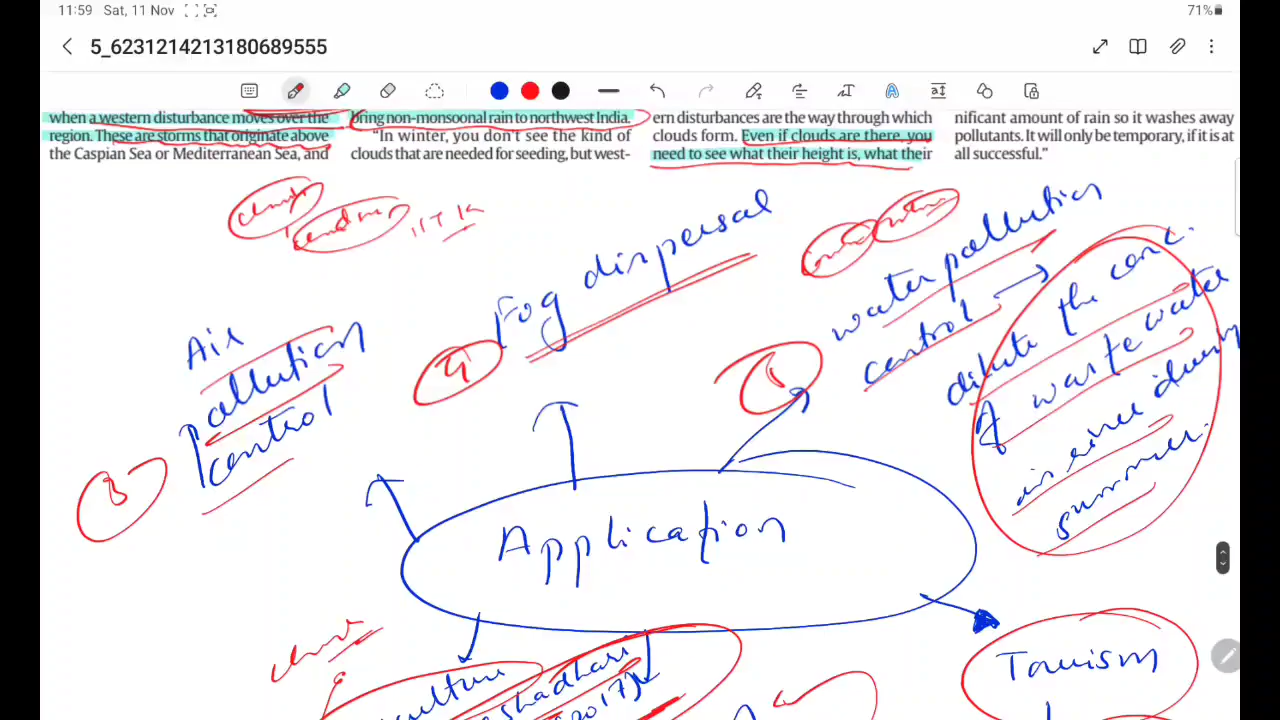 11:59 Sat, 11 Nov
71%
5_6231214213180689555
when a western disturbance moves over the
region. These are storms that originate above
the Caspian Sea or Mediterranean Sea, and
bring non-monsoonal rain to northwest India.
"In winter, you don't see the kind of
clouds that are needed for seeding, but west-
ern disturbances are the way through which
clouds form. Even if clouds are there, you
need to see what their height is, what their
nificant amount of rain so it washes away
pollutants. It will only be temporary, if it is at
all successful."
Air
pollution
control
3
Fog dispersal
4
water pollution
control →
dilute the conc.
of waste water
in river during
summer.
Application
Tourism
2017